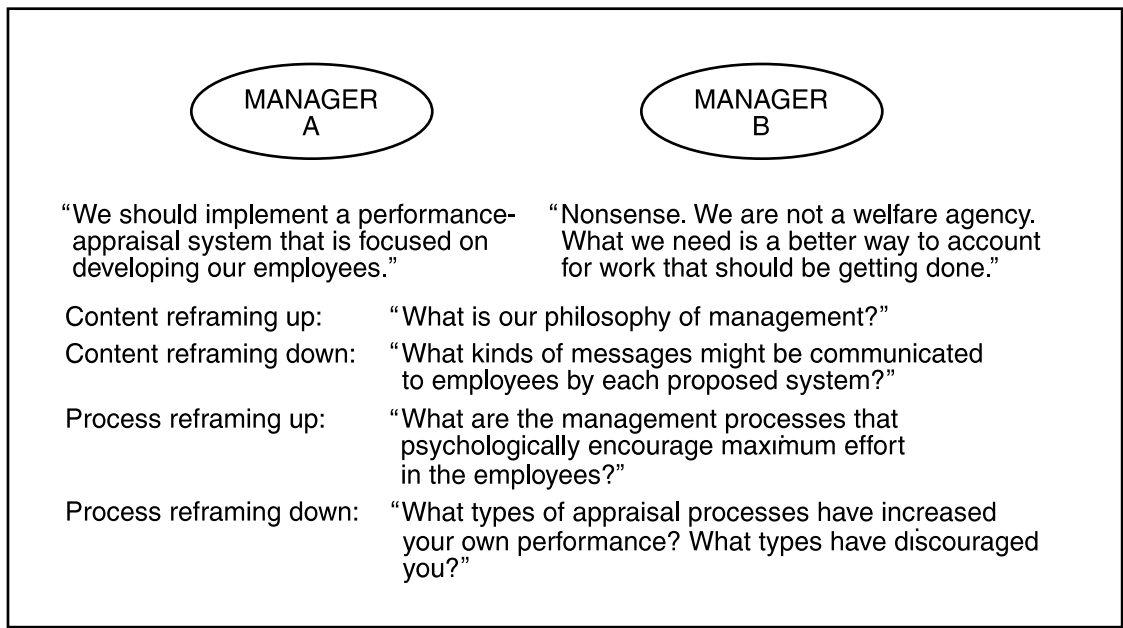 MANAGER
A
MANAGER
B
“We should implement a performance-
appraisal system that is focused on
developing our employees.”
“Nonsense. We are not a welfare agency.
What we need is a better way to account
for work that should be getting done.”
Content reframing up: “What is our philosophy of management?”
Content reframing down: “What kinds of messages might be communicated
to employees by each proposed system?”
Process reframing up: “What are the management processes that
psychologically encourage maximum effort
in the employees?”
Process reframing down: “What types of appraisal processes have increased
your own performance? What types have discouraged
you?”